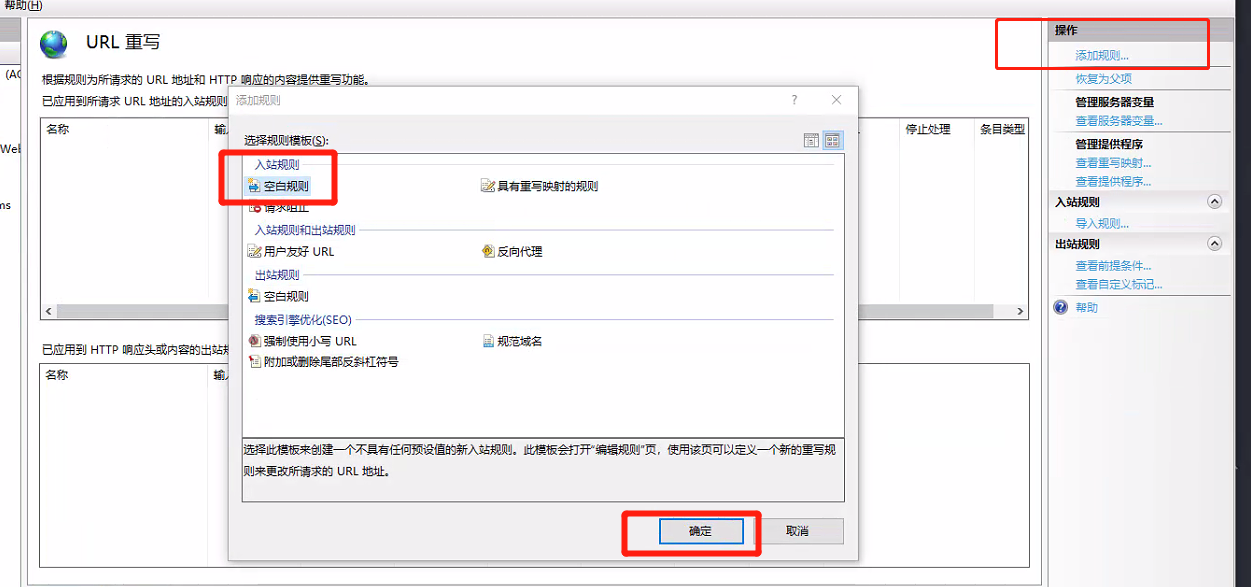 帮助(H)
URL 重写
根据规则为所请求的 URL 地址和 HTTP 响应的内容提供重写功能。
已应用到所请求 URL 地址的入站规则
名称
停止处理
条目类型
已应用到 HTTP 响应头或内容的出站规
名称
添加规则
?
选择规则模板(S):
入站规则
空白规则
具有重写映射的规则
请求阻止
入站规则和出站规则
用户友好 URL
反向代理
出站规则
空白规则
搜索引擎优化(SEO)
强制使用小写 URL
规范域名
附加或删除尾部反斜杠符号
选择此模板来创建一个不具有任何预设值的新入站规则。此模板会打开“编辑规则”页，使用该页可以定义一个新的重写规
则来更改所请求的 URL 地址。
确定
取消
操作
添加规则...
恢复为父项
管理服务器变量
查看服务器变量...
管理提供程序
查看重写映射...
查看提供程序...
入站规则
导入规则...
出站规则
查看前提条件...
查看自定义标记...
帮助